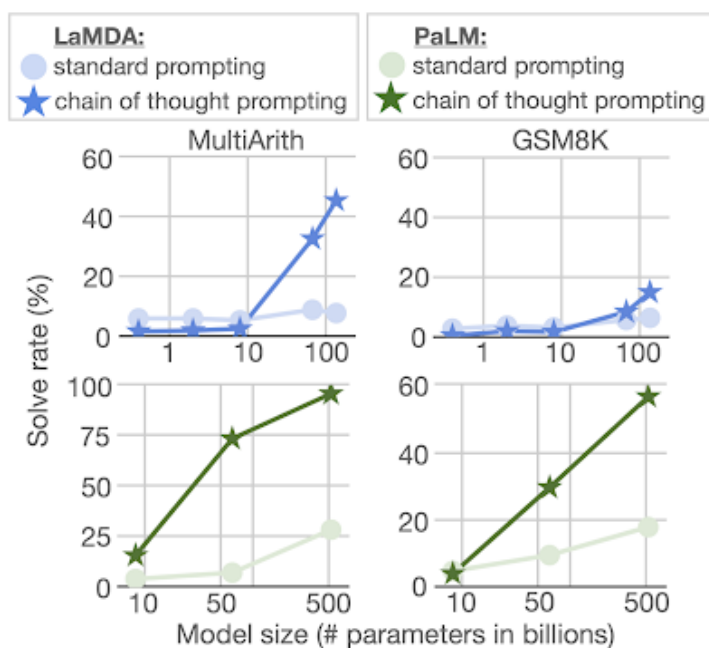 LaMDA:
standard prompting
chain of thought prompting
PaLM:
standard prompting
chain of thought prompting
MultiArith
GSM8K
60
40
20
0
1
10
100
60
40
20
0
1
10
100
Solve rate (%)
100
75
50
25
0
10
50
500
60
40
20
0
10
50
500
Model size (# parameters in billions)